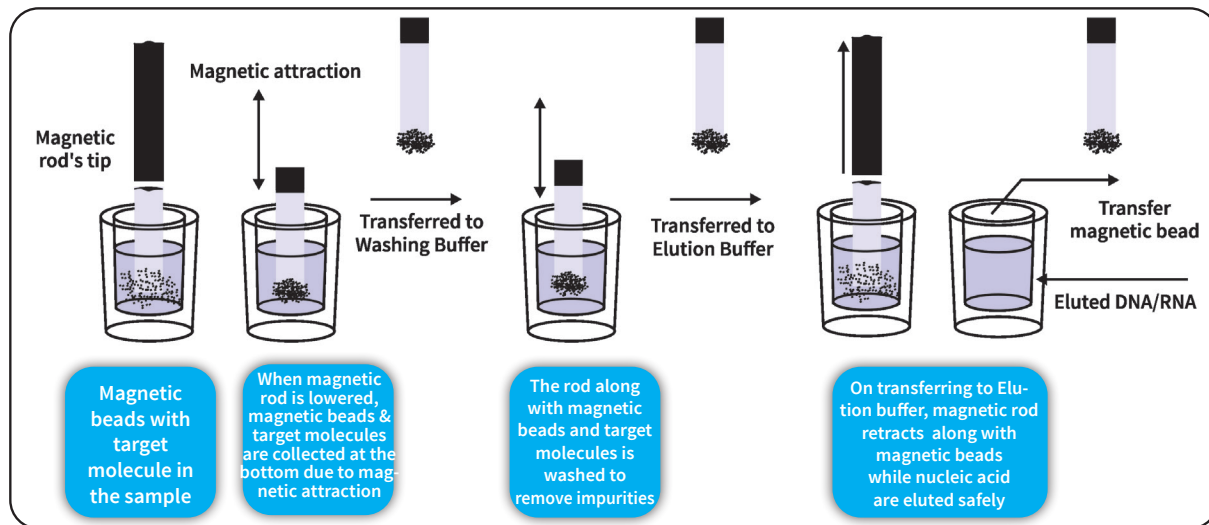 Magnetic attraction
Magnetic
rod's tip
Transferred to
Washing Buffer
Transferred to
Elution Buffer
Transfer
magnetic bead
Eluted DNA/RNA
Magnetic
beads with
target
molecule in
the sample
When magnetic
rod is lowered,
magnetic beads &
target molecules
are collected at the
bottom due to mag-
netic attraction
The rod along
with magnetic
beads and target
molecules is
washed to
remove impurities
On transferring to Elu-
tion buffer, magnetic rod
retracts along with
magnetic beads
while nucleic acid
are eluted safely